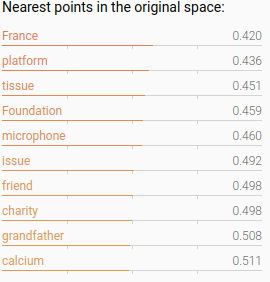 Nearest points in the original space:
France 0.420
platform 0.436
tissue 0.451
Foundation 0.459
microphone 0.460
issue 0.492
friend 0.498
charity 0.498
grandfather 0.508
calcium 0.511